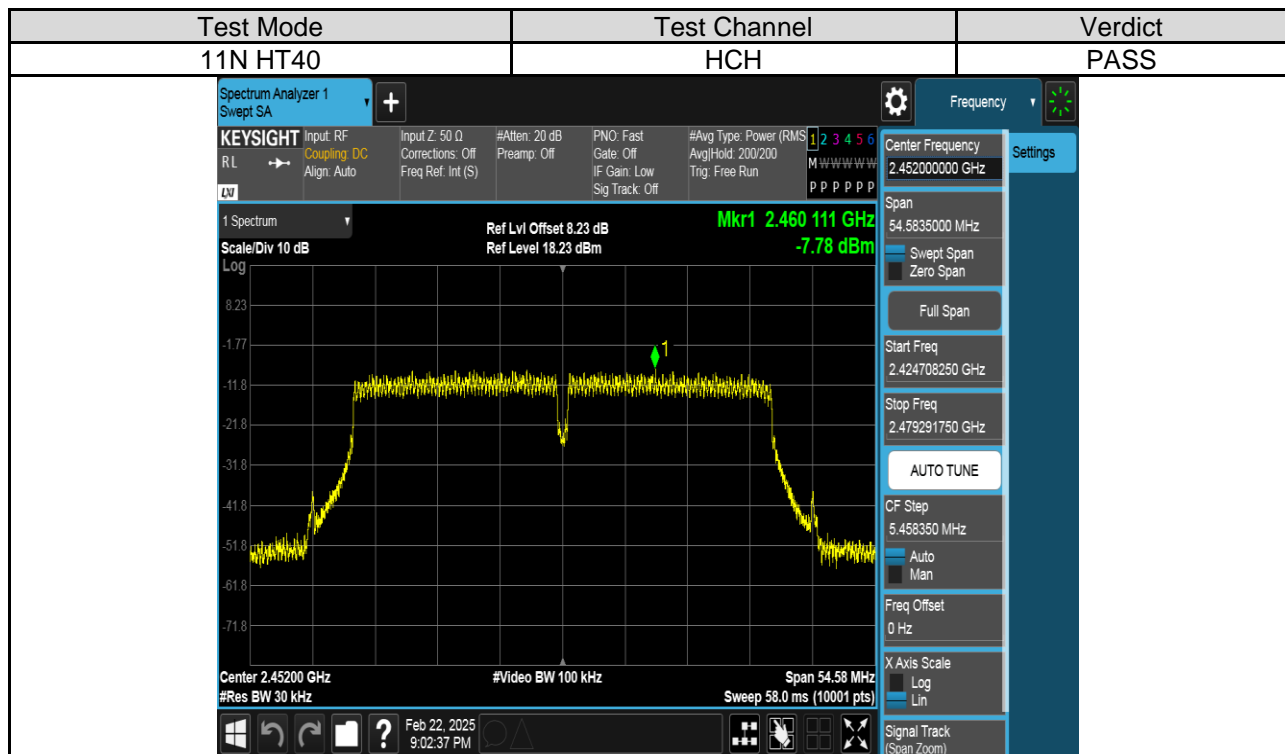 Test Mode Test Channel Verdict
11N HT40 HCH PASS
Spectrum Analyzer 1
Swept SA
+
Frequency
KEYSIGHT
R L
LXI
Input: RF
Coupling: DC
Align: Auto
Input Z: 50 Ω
Corrections: Off
Freq Ref: Int (S)
#Atten: 20 dB
Preamp: Off
PNO: Fast
Gate: Off
IF Gain: Low
Sig Track: Off
#Avg Type: Power (RMS
Avg|Hold: 200/200
Trig: Free Run
1 2 3 4 5 6
M W W W W W
P P P P P P
1 Spectrum
Scale/Div 10 dB
Ref Lvl Offset 8.23 dB
Ref Level 18.23 dBm
Mkr1 2.460 111 GHz
-7.78 dBm
Log
8.23
-1.77
-11.8
-21.8
-31.8
-41.8
-51.8
-61.8
-71.8
1
Center 2.45200 GHz
#Res BW 30 kHz
#Video BW 100 kHz
Span 54.58 MHz
Sweep 58.0 ms (10001 pts)
Feb 22, 2025
9:02:37 PM
?
Center Frequency
2.452000000 GHz
Settings
Span
54.5835000 MHz
Swept Span
Zero Span
Full Span
Start Freq
2.424708250 GHz
Stop Freq
2.479291750 GHz
AUTO TUNE
CF Step
5.458350 MHz
Auto
Man
Freq Offset
0 Hz
X Axis Scale
Log
Lin
Signal Track
(Span Zoom)